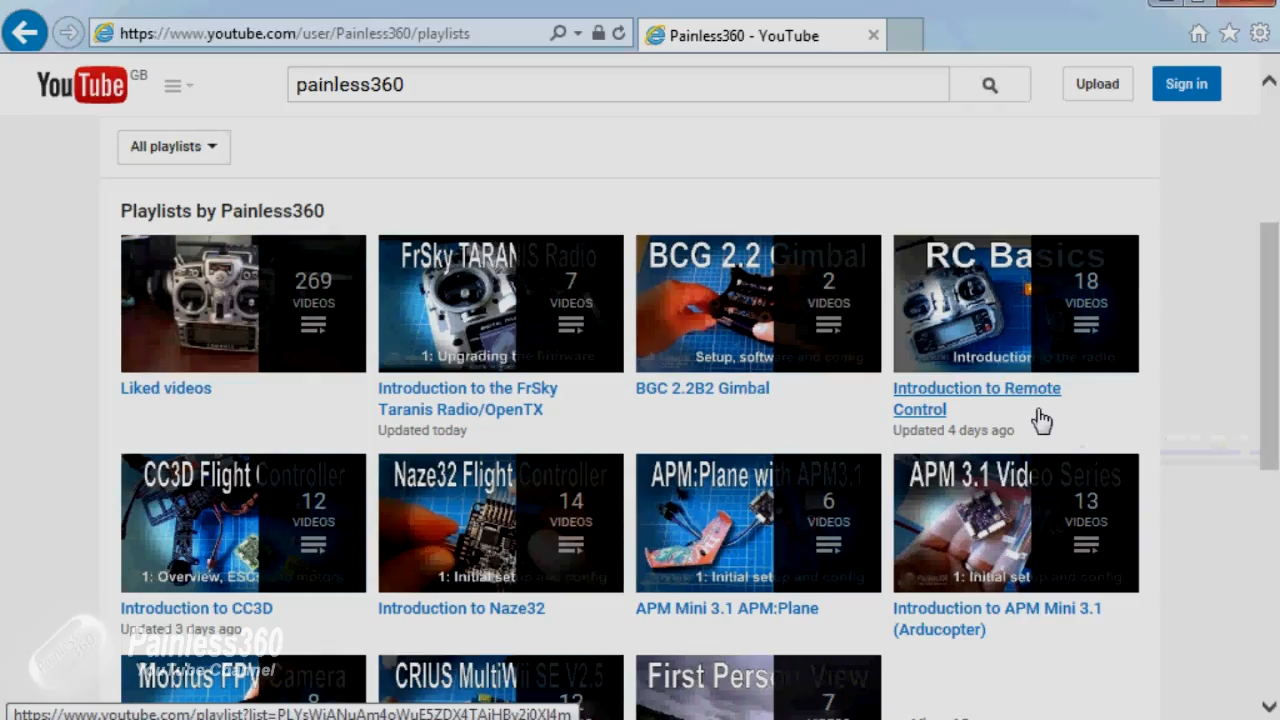 https://www.youtube.com/user/Painless360/playlists
Painless360 - YouTube
YouTube GB
painless360
Upload
Sign in
All playlists
Playlists by Painless360
269
VIDEOS
Liked videos
FrSky TARANIS Radio
7
VIDEOS
1: Upgrading the firmware
Introduction to the FrSky
Taranis Radio/OpenTX
Updated today
BCG 2.2 Gimbal
2
VIDEOS
Setup, software and config
BGC 2.2B2 Gimbal
RC Basics
18
VIDEOS
Introduction to the radio
Introduction to Remote
Control
Updated 4 days ago
CC3D Flight Controller
12
VIDEOS
1: Overview, ESCs and motors
Introduction to CC3D
Updated 3 days ago
Naze32 Flight Controller
14
VIDEOS
1: Initial setup and config
Introduction to Naze32
APM:Plane with APM3.1
6
VIDEOS
1: Initial setup and config
APM Mini 3.1 APM:Plane
APM 3.1 Video Series
13
VIDEOS
1: Initial setup and config
Introduction to APM Mini 3.1
(Arducopter)
Painless360
YouTube Channel
Mobius FPV Camera
8
CRIUS MultiWii SE V2.5
12
First Person View
7